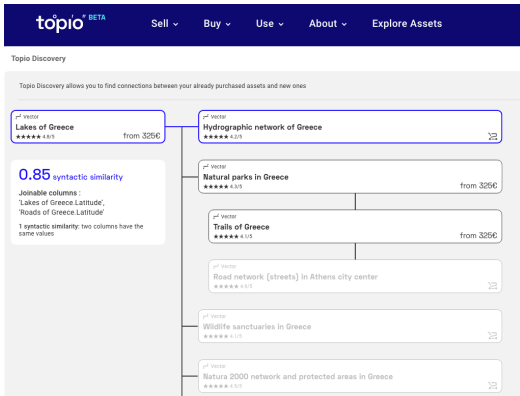 topio BETA
Sell Buy Use About Explore Assets
Topio Discovery
Topio Discovery allows you to find connections between your already purchased assets and new ones
Vector
Lakes of Greece
★★★★★ 4.8/5 from 325€
Vector
Hydrographic network of Greece
★★★★★ 4.2/5
0.85 syntactic similarity
Joinable columns :
'Lakes of Greece.Latitude',
'Roads of Greece.Latitude'
1 syntactic similarity: two columns have the
same values
Vector
Natural parks in Greece
★★★★★ 4.3/5 from 325€
Vector
Trails of Greece
★★★★★ 4.1/5 from 325€
Vector
Road network (streets) in Athens city center
★★★★★
Vector
Wildlife sanctuaries in Greece
★★★★★ 4.1/5
Vector
Natura 2000 network and protected areas in Greece
★★★★★